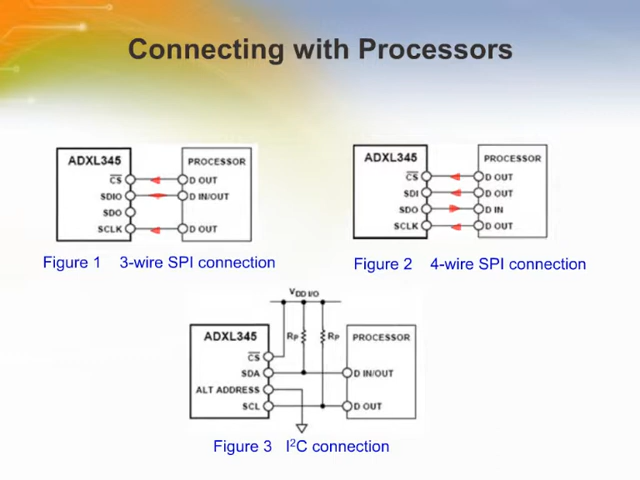 Connecting with Processors
ADXL345
PROCESSOR
CS
D OUT
SDIO
D IN/OUT
SDO
SCLK
D OUT
Figure 1 3-wire SPI connection
ADXL345
PROCESSOR
CS
D OUT
SDI
D OUT
SDO
D IN
SCLK
D OUT
Figure 2 4-wire SPI connection
VDD I/O
ADXL345
RP
RP
PROCESSOR
CS
SDA
D IN/OUT
ALT ADDRESS
SCL
D OUT
Figure 3 I²C connection